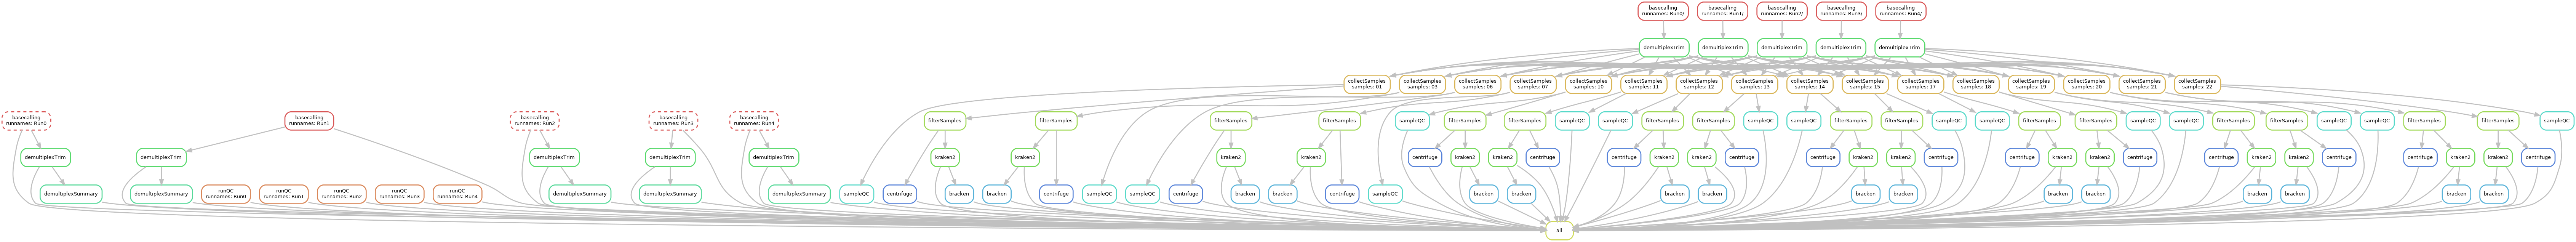 basecalling
runnames: Run0/
basecalling
runnames: Run1/
basecalling
runnames: Run2/
basecalling
runnames: Run3/
basecalling
runnames: Run4/
demultiplexTrim
demultiplexTrim
demultiplexTrim
demultiplexTrim
demultiplexTrim
collectSamples
samples: 01
collectSamples
samples: 03
collectSamples
samples: 06
collectSamples
samples: 07
collectSamples
samples: 10
collectSamples
samples: 11
collectSamples
samples: 12
collectSamples
samples: 13
collectSamples
samples: 14
collectSamples
samples: 15
collectSamples
samples: 17
collectSamples
samples: 18
collectSamples
samples: 19
collectSamples
samples: 20
collectSamples
samples: 21
collectSamples
samples: 22
basecalling
runnames: Run0
basecalling
runnames: Run1
basecalling
runnames: Run2
basecalling
runnames: Run3
basecalling
runnames: Run4
filterSamples
filterSamples
filterSamples
filterSamples
sampleQC
filterSamples
filterSamples
sampleQC
sampleQC
filterSamples
filterSamples
sampleQC
sampleQC
filterSamples
filterSamples
sampleQC
sampleQC
filterSamples
filterSamples
sampleQC
sampleQC
filterSamples
filterSamples
sampleQC
sampleQC
filterSamples
filterSamples
sampleQC
demultiplexTrim
demultiplexTrim
demultiplexTrim
demultiplexTrim
demultiplexTrim
kraken2
kraken2
kraken2
kraken2
centrifuge
kraken2
kraken2
centrifuge
centrifuge
kraken2
kraken2
centrifuge
centrifuge
kraken2
kraken2
centrifuge
centrifuge
kraken2
kraken2
centrifuge
centrifuge
kraken2
kraken2
centrifuge
centrifuge
kraken2
kraken2
centrifuge
demultiplexSummary
demultiplexSummary
runQC
runnames: Run0
runQC
runnames: Run1
runQC
runnames: Run2
runQC
runnames: Run3
runQC
runnames: Run4
demultiplexSummary
demultiplexSummary
demultiplexSummary
sampleQC
centrifuge
bracken
bracken
centrifuge
sampleQC
sampleQC
centrifuge
bracken
bracken
centrifuge
sampleQC
bracken
bracken
bracken
bracken
bracken
bracken
bracken
bracken
bracken
bracken
bracken
bracken
all